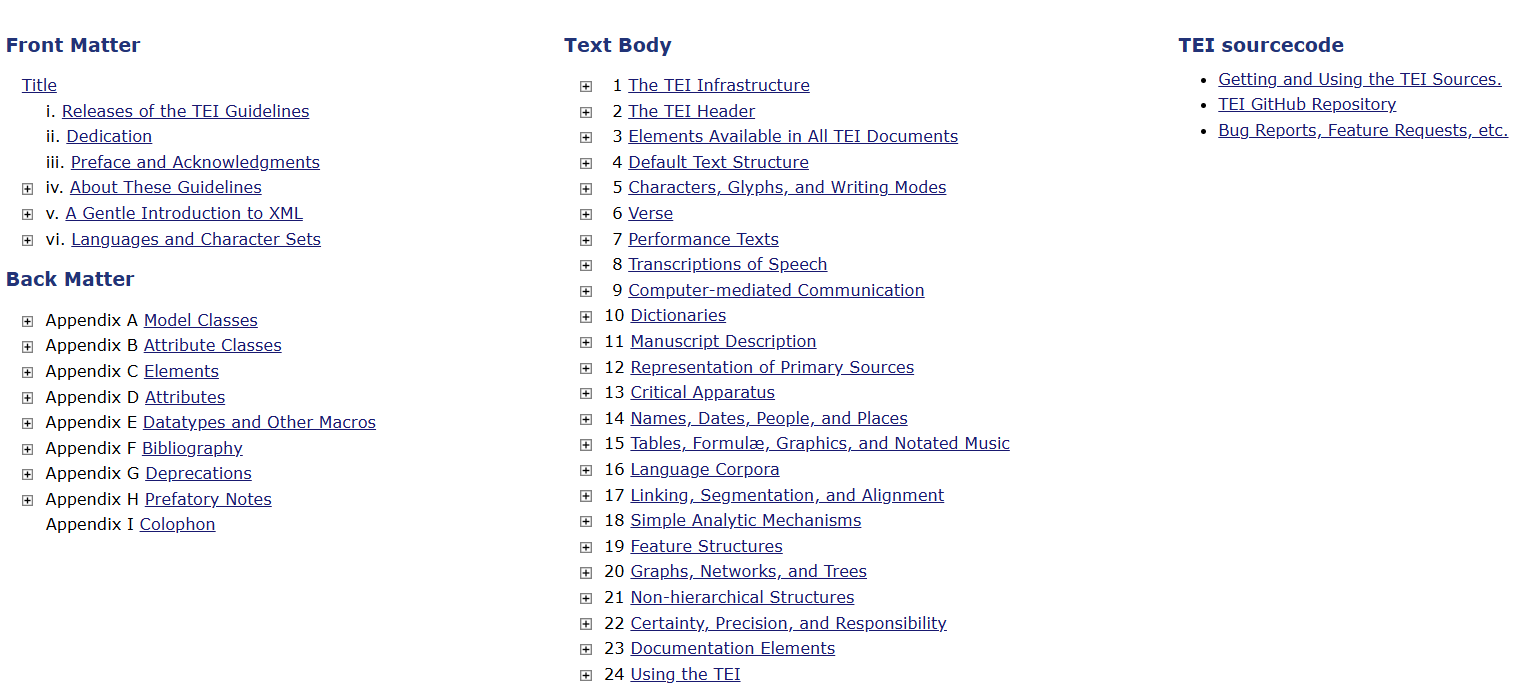 Front Matter
Title
i. Releases of the TEI Guidelines
ii. Dedication
iii. Preface and Acknowledgments
iv. About These Guidelines
v. A Gentle Introduction to XML
vi. Languages and Character Sets
Back Matter
Appendix A Model Classes
Appendix B Attribute Classes
Appendix C Elements
Appendix D Attributes
Appendix E Datatypes and Other Macros
Appendix F Bibliography
Appendix G Deprecations
Appendix H Prefatory Notes
Appendix I Colophon
Text Body
1 The TEI Infrastructure
2 The TEI Header
3 Elements Available in All TEI Documents
4 Default Text Structure
5 Characters, Glyphs, and Writing Modes
6 Verse
7 Performance Texts
8 Transcriptions of Speech
9 Computer-mediated Communication
10 Dictionaries
11 Manuscript Description
12 Representation of Primary Sources
13 Critical Apparatus
14 Names, Dates, People, and Places
15 Tables, Formulæ, Graphics, and Notated Music
16 Language Corpora
17 Linking, Segmentation, and Alignment
18 Simple Analytic Mechanisms
19 Feature Structures
20 Graphs, Networks, and Trees
21 Non-hierarchical Structures
22 Certainty, Precision, and Responsibility
23 Documentation Elements
24 Using the TEI
TEI sourcecode
• Getting and Using the TEI Sources.
• TEI GitHub Repository
• Bug Reports, Feature Requests, etc.